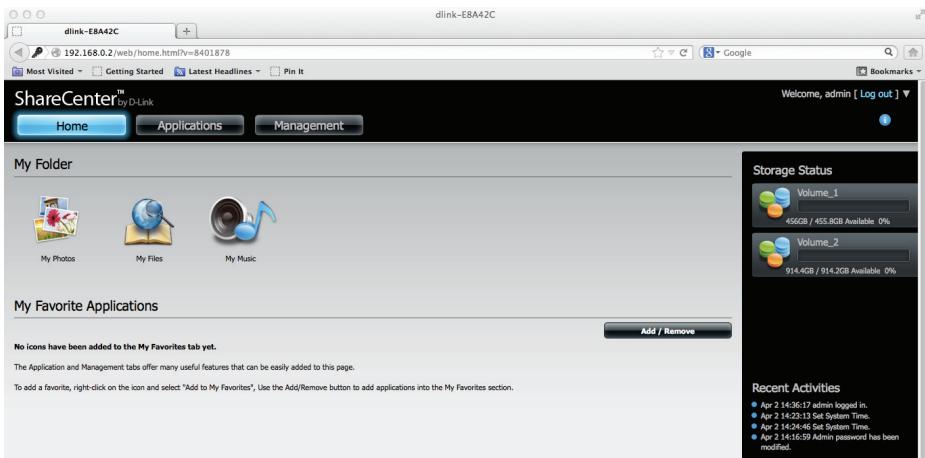 dlink-E8A42C
dlink-E8A42C
192.168.0.2/web/home.html?v=8401878
Google
Most Visited
Getting Started
Latest Headlines
Pin It
Bookmarks
ShareCenter™ by D-Link
Welcome, admin [ Log out ]
Home
Applications
Management
My Folder
My Photos
My Files
My Music
My Favorite Applications
Add / Remove
No icons have been added to the My Favorites tab yet.
The Application and Management tabs offer many useful features that can be easily added to this page.
To add a favorite, right-click on the icon and select "Add to My Favorites", Use the Add/Remove button to add applications into the My Favorites section.
Storage Status
Volume_1
456GB / 455.8GB Available 0%
Volume_2
914.4GB / 914.2GB Available 0%
Recent Activities
Apr 2 14:36:17 admin logged in.
Apr 2 14:23:13 Set System Time.
Apr 2 14:24:46 Set System Time.
Apr 2 14:16:59 Admin password has been
modified.